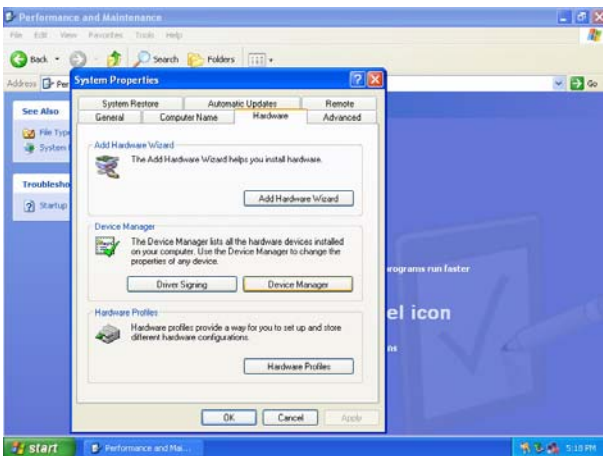 Performance and Maintenance
File Edit View Favorites Tools Help
Back Search Folders
Address Per Go
System Properties
System Restore Automatic Updates Remote
General Computer Name Hardware Advanced
See Also
File Type
System
Troublesho
Startup
Add Hardware Wizard
The Add Hardware Wizard helps you install hardware.
Add Hardware Wizard
Device Manager
The Device Manager lists all the hardware devices installed
on your computer. Use the Device Manager to change the
properties of any device.
Driver Signing Device Manager
Hardware Profiles
Hardware profiles provide a way for you to set up and store
different hardware configurations.
Hardware Profiles
OK Cancel Apply
rograms run faster
el icon
ns
start Performance and Mai... 5:18 PM